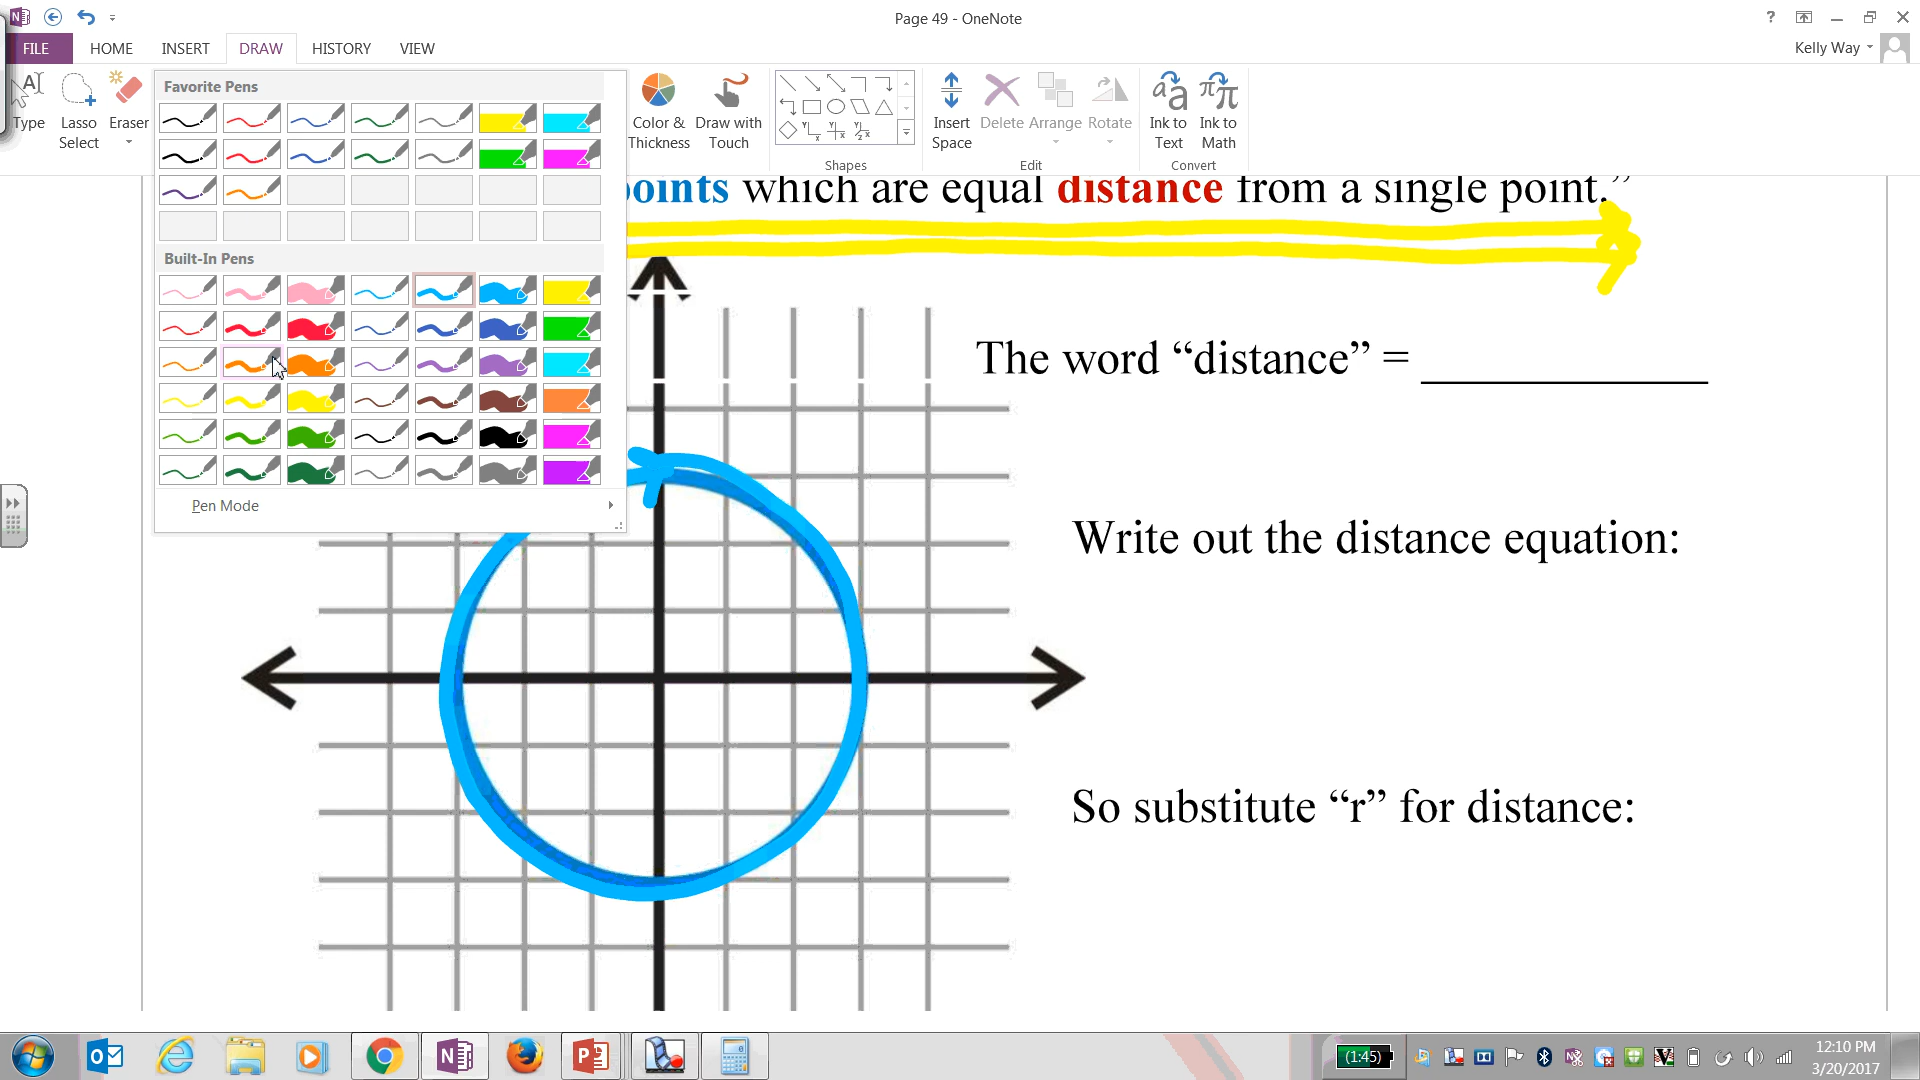 Page 49 - OneNote
FILE HOME INSERT DRAW HISTORY VIEW
Kelly Way
Type
Lasso Select
Eraser
Favorite Pens
Built-In Pens
Pen Mode
Color & Thickness
Draw with Touch
Shapes
Insert Space
Delete
Arrange
Rotate
Edit
Ink to Text
Ink to Math
Convert
points which are equal distance from a single point."
The word “distance” = ____________
Write out the distance equation:
So substitute “r” for distance:
(1:45)
12:10 PM
3/20/2017